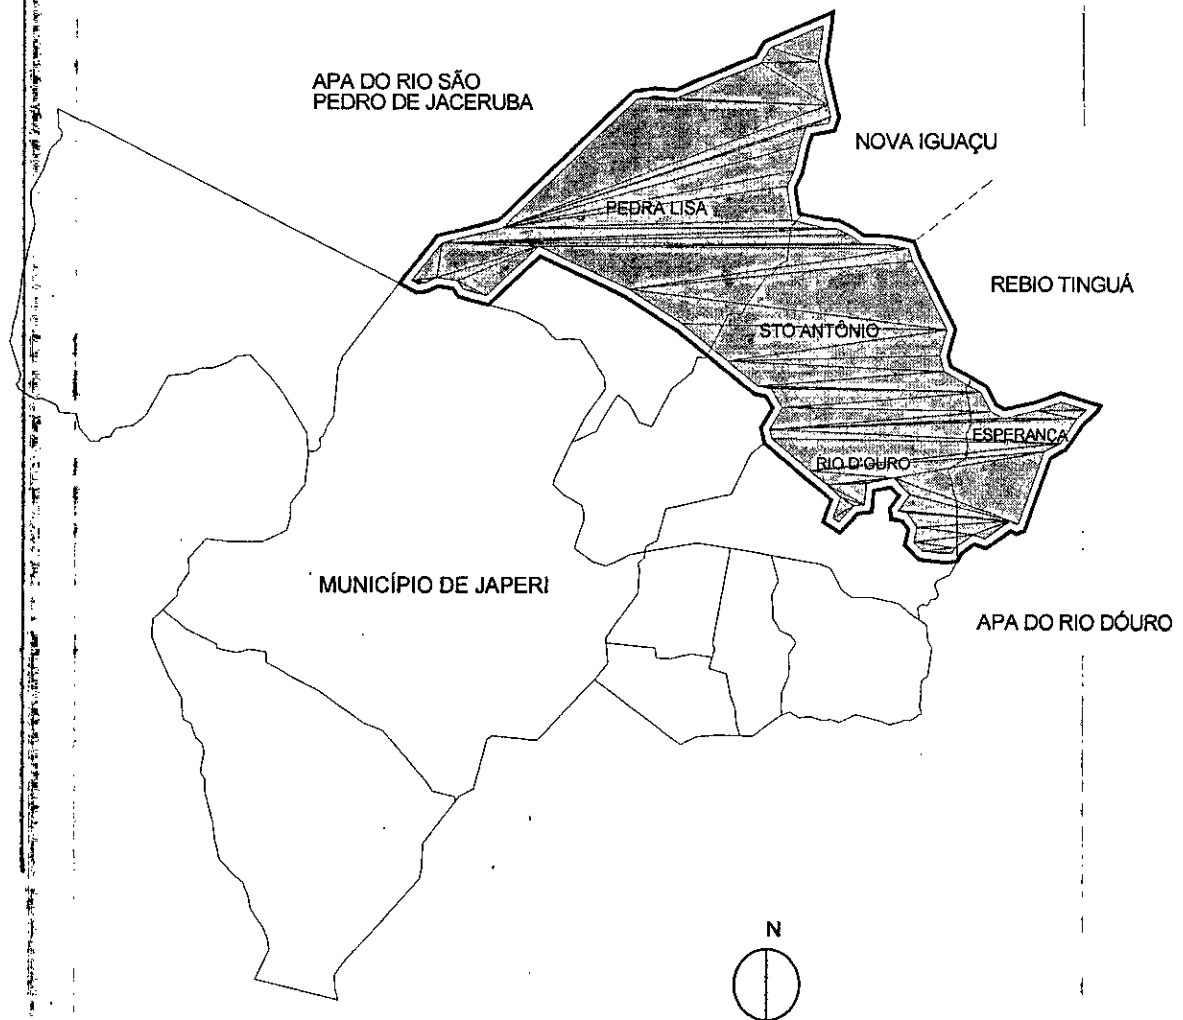 APA DO RIO SÃO
PEDRO DE JACERUBA
NOVA IGUAÇU
PEDRA LISA
REBIO TINGUÁ
STO ANTÔNIO
ESPERANÇA
RIO D'OURO
MUNICÍPIO DE JAPERI
APA DO RIO DÓURO
N